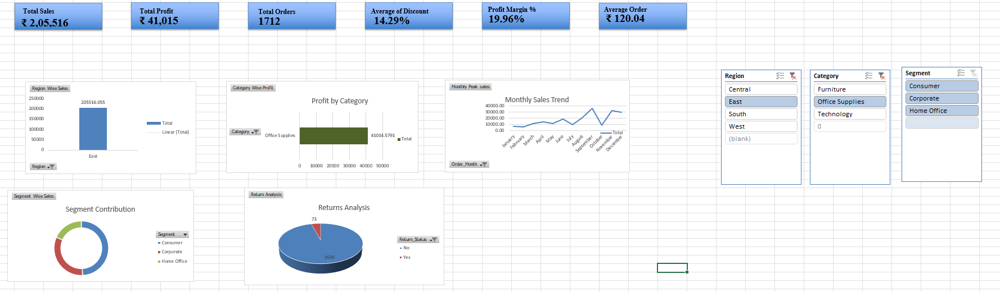 Total Sales
₹ 2,05,516
Total Profit
₹ 41,015
Total Orders
1712
Average of Discount
14.29%
Profit Margin %
19.96%
Average Order
₹ 120.04
Region Wise Sales
250000
200000
150000
100000
50000
0
205516.055
East
Total
Linear (Total)
Region
Category Wise Profit
Profit by Category
Category
Office Supplies
41014.5791
Total
0 10000 20000 30000 40000 50000
Monthly Peak sales
Monthly Sales Trend
40000.00
30000.00
20000.00
10000.00
0.00
Total
January February March April May June July August September October November December
Order_Month
Region
Central
East
South
West
(blank)
Category
Furniture
Office Supplies
Technology
0
Segment
Consumer
Corporate
Home Office
Segment Wise Sales
Segment Contribution
Segment
Consumer
Corporate
Home Office
Return Analysis
Returns Analysis
73
1639
Return_Status
No
Yes